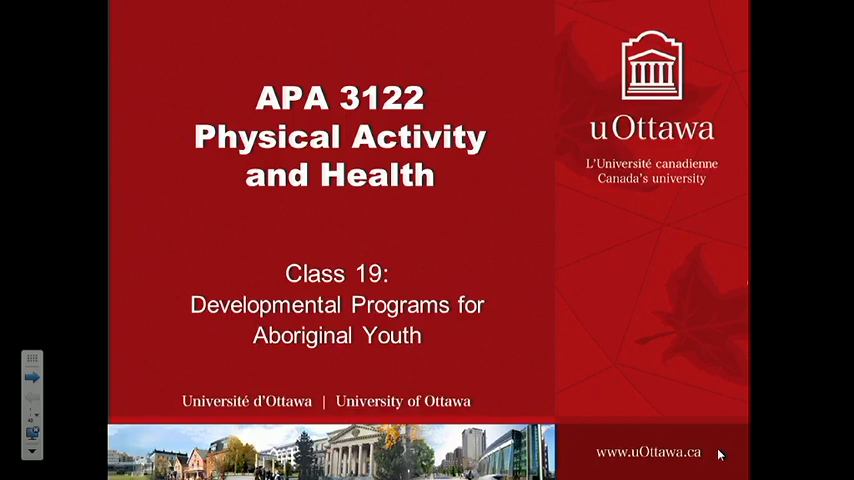 APA 3122
Physical Activity
and Health
Class 19:
Developmental Programs for
Aboriginal Youth
Université d'Ottawa | University of Ottawa
uOttawa
L'Université canadienne
Canada's university
www.uOttawa.ca